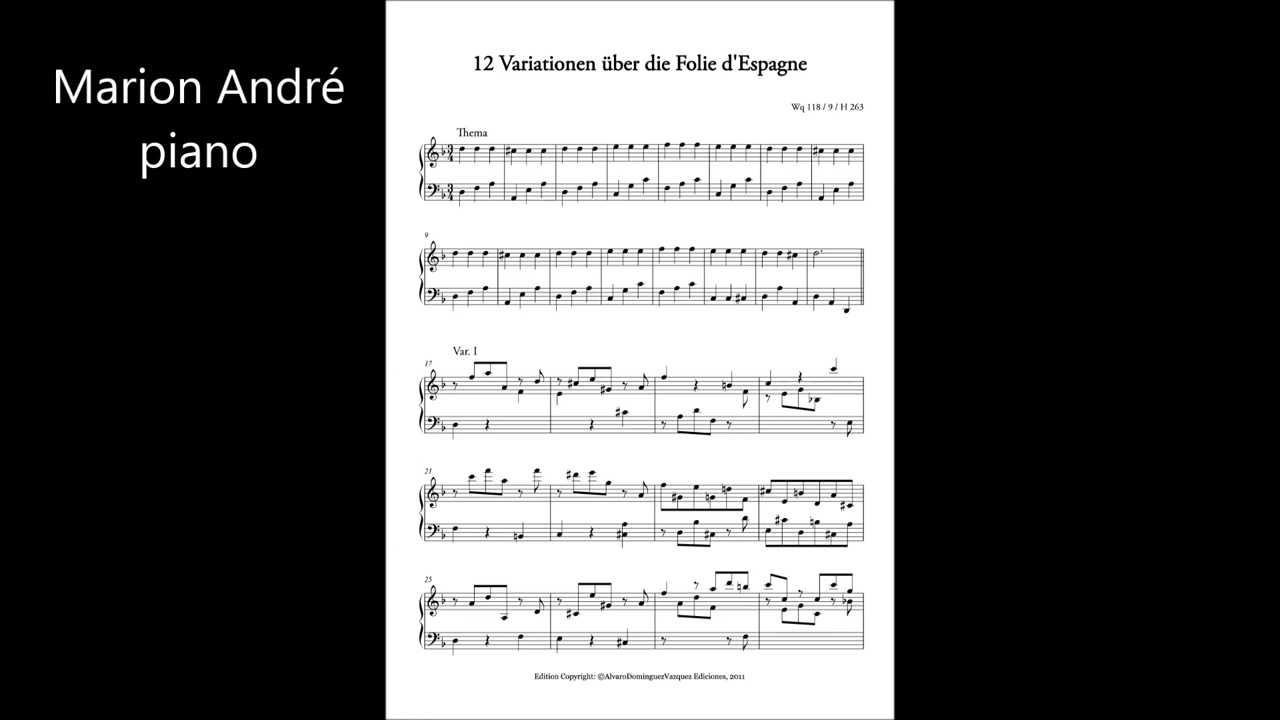 Marion André
piano
12 Variationen über die Folie d'Espagne
Wq 118 / 9 / H 263
Thema
9
Var. I
17
21
25
Edition Copyright: ©AlvaroDominguezVazquez Ediciones, 2011